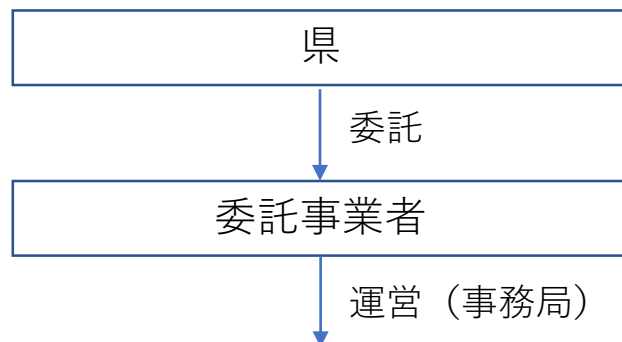 県
委託
委託事業者
運営（事務局）